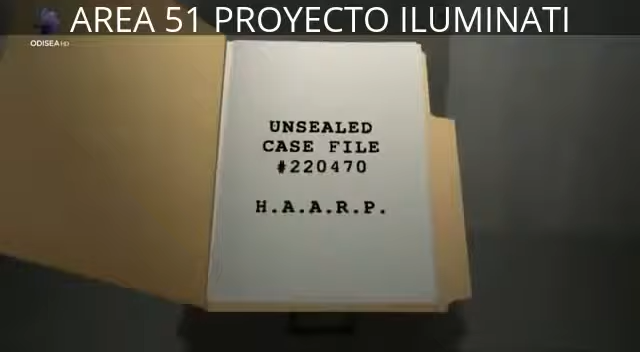 AREA 51 PROYECTO ILUMINATI
ODISEA HD
UNSEALED
CASE FILE
#220470
H.A.A.R.P.